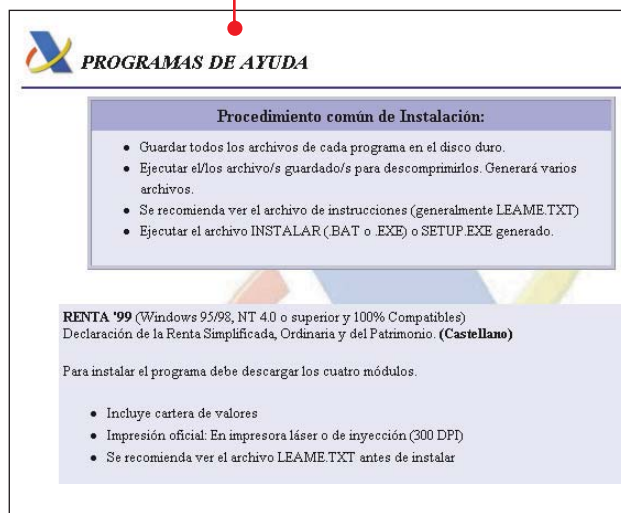 PROGRAMAS DE AYUDA
Procedimiento común de Instalación:
● Guardar todos los archivos de cada programa en el disco duro.
● Ejecutar el/los archivo/s guardado/s para descomprimirlos. Generará varios
archivos.
● Se recomienda ver el archivo de instrucciones (generalmente LEAME.TXT)
● Ejecutar el archivo INSTALAR (.BAT o .EXE) o SETUP.EXE generado.
RENTA '99 (Windows 95/98, NT 4.0 o superior y 100% Compatibles)
Declaración de la Renta Simplificada, Ordinaria y del Patrimonio. (Castellano)
Para instalar el programa debe descargar los cuatro módulos.
● Incluye cartera de valores
● Impresión oficial: En impresora láser o de inyección (300 DPI)
● Se recomienda ver el archivo LEAME.TXT antes de instalar